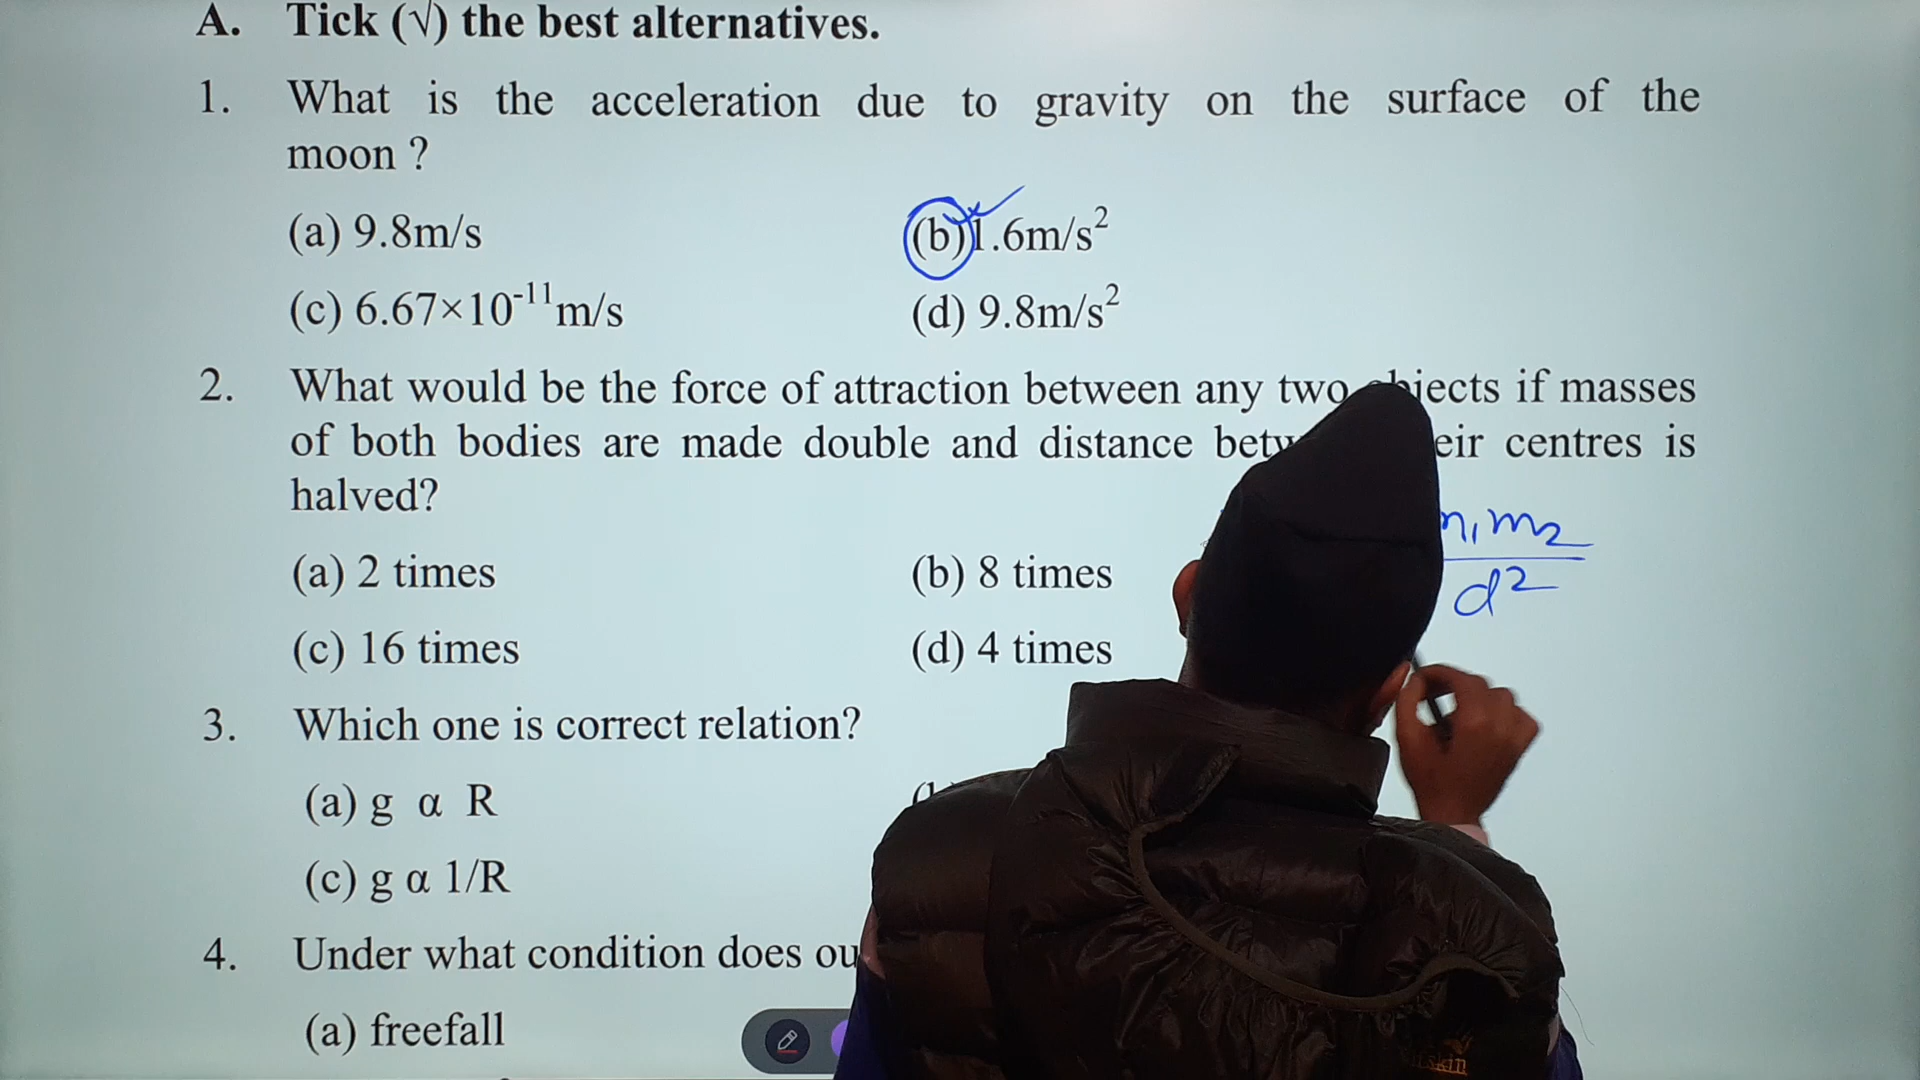 A. Tick (√) the best alternatives.
1. What is the acceleration due to gravity on the surface of the
moon ?
(a) 9.8m/s (b) 1.6m/s²
(c) 6.67×10⁻¹¹m/s (d) 9.8m/s²
2. What would be the force of attraction between any two if masses
of both bodies are made double and distance centres is
halved?
m₁m₂
d²
(a) 2 times (b) 8 times
(c) 16 times (d) 4 times
3. Which one is correct relation?
(a) g α R
(c) g α 1/R
4. Under what condition does
(a) freefall